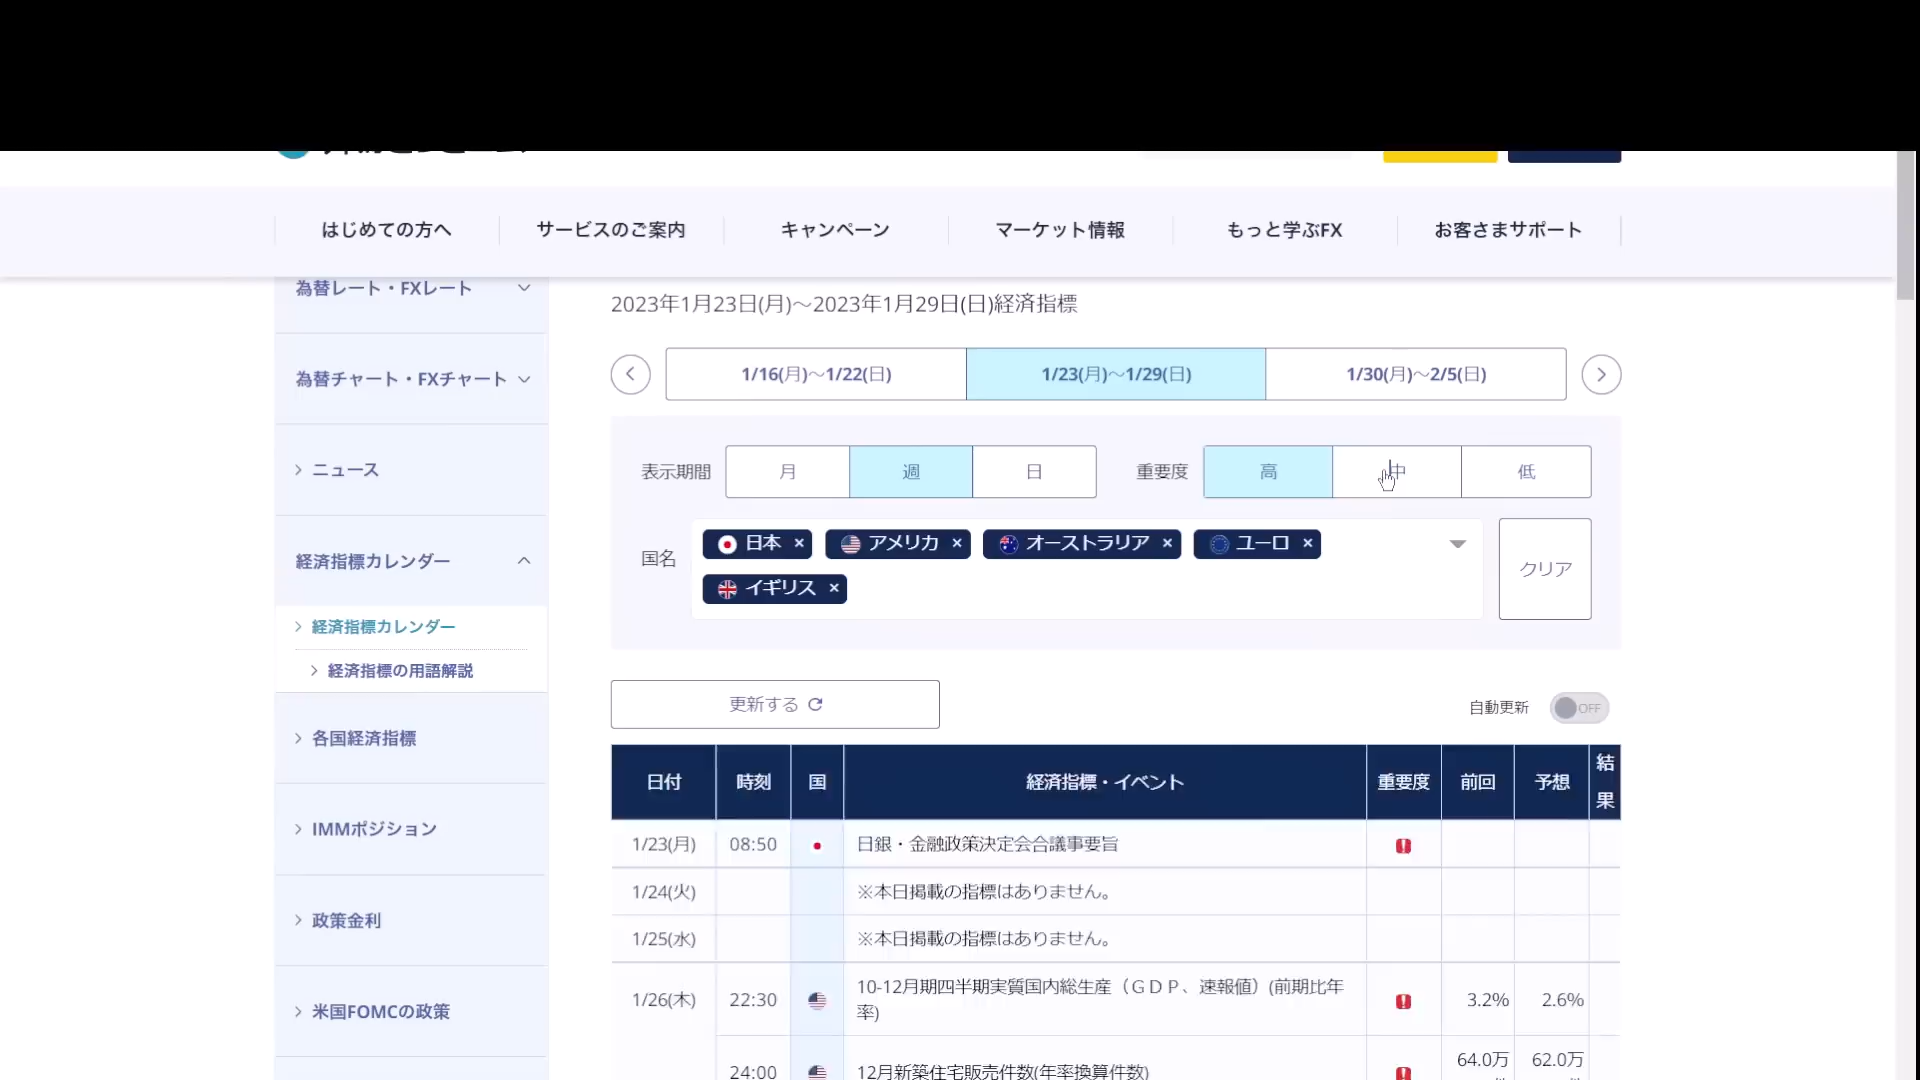 はじめての方へ
サービスのご案内
キャンペーン
マーケット情報
もっと学ぶFX
お客さまサポート
為替レート・FXレート
為替チャート・FXチャート
ニュース
経済指標カレンダー
経済指標カレンダー
経済指標の用語解説
各国経済指標
IMMポジション
政策金利
米国FOMCの政策
2023年1月23日(月)～2023年1月29日(日)経済指標
1/16(月)～1/22(日)
1/23(月)～1/29(日)
1/30(月)～2/5(日)
表示期間 月 週 日 重要度 高 中 低
国名 日本 × アメリカ × オーストラリア × ユーロ ×
イギリス ×
クリア
更新する
自動更新 OFF
日付 時刻 国 経済指標・イベント 重要度 前回 予想 結果
1/23(月) 08:50 日銀・金融政策決定会合議事要旨
1/24(火) ※本日掲載の指標はありません。
1/25(水) ※本日掲載の指標はありません。
1/26(木) 22:30 10-12月期四半期実質国内総生産（ＧＤＰ、速報値）(前期比年
率) 3.2% 2.6%
24:00 12月新築住宅販売件数(年率換算件数) 64.0万 62.0万